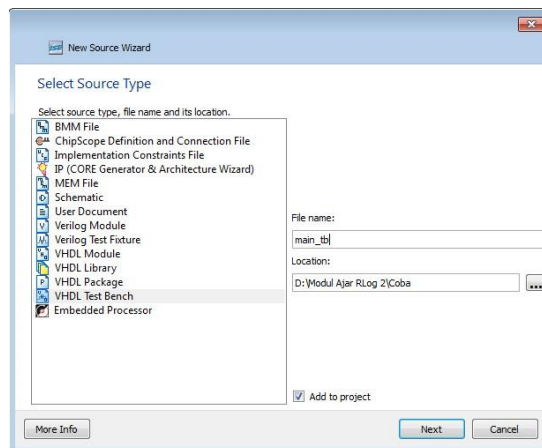 New Source Wizard
Select Source Type
Select source type, file name and its location.
BMM File
ChipScope Definition and Connection File
Implementation Constraints File
IP (CORE Generator & Architecture Wizard)
MEM File
Schematic
User Document
Verilog Module
Verilog Test Fixture
VHDL Module
VHDL Library
VHDL Package
VHDL Test Bench
Embedded Processor
File name:
main_tb
Location:
D:\Modul Ajar RLog 2\Coba
...
Add to project
More Info
Next
Cancel